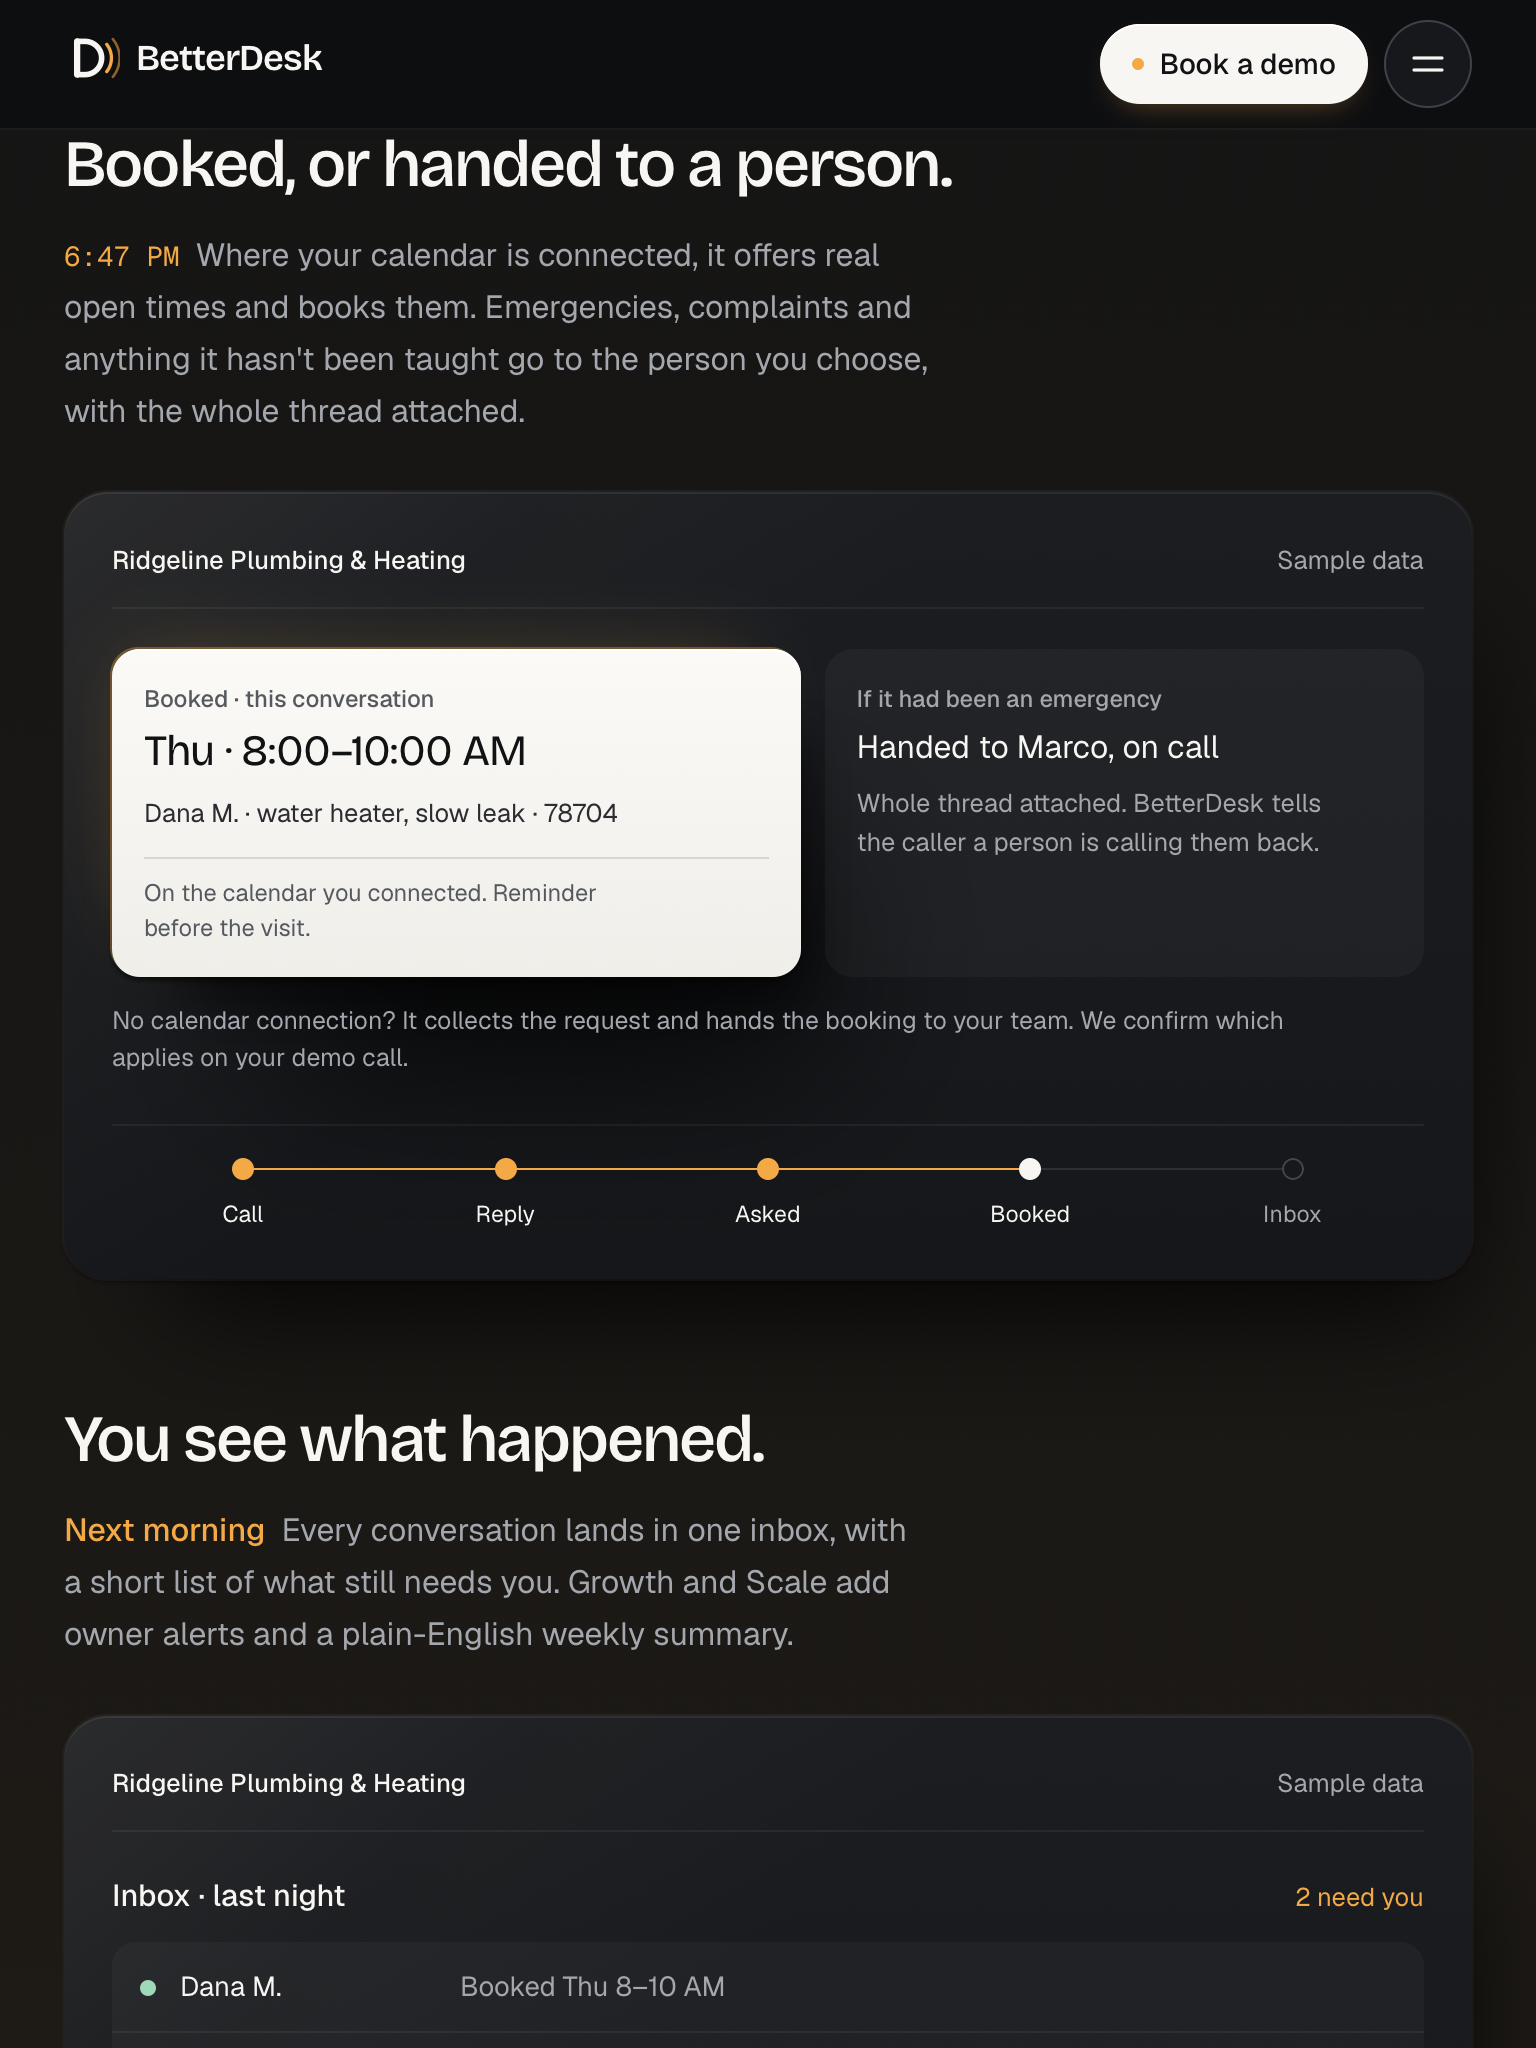 BetterDesk
Book a demo
Booked, or handed to a person.
6:47 PM Where your calendar is connected, it offers real
open times and books them. Emergencies, complaints and
anything it hasn't been taught go to the person you choose,
with the whole thread attached.
Ridgeline Plumbing & Heating
Sample data
Booked · this conversation
Thu · 8:00–10:00 AM
Dana M. · water heater, slow leak · 78704
On the calendar you connected. Reminder
before the visit.
If it had been an emergency
Handed to Marco, on call
Whole thread attached. BetterDesk tells
the caller a person is calling them back.
No calendar connection? It collects the request and hands the booking to your team. We confirm which
applies on your demo call.
Call
Reply
Asked
Booked
Inbox
You see what happened.
Next morning Every conversation lands in one inbox, with
a short list of what still needs you. Growth and Scale add
owner alerts and a plain-English weekly summary.
Ridgeline Plumbing & Heating
Sample data
Inbox · last night
2 need you
Dana M.
Booked Thu 8–10 AM